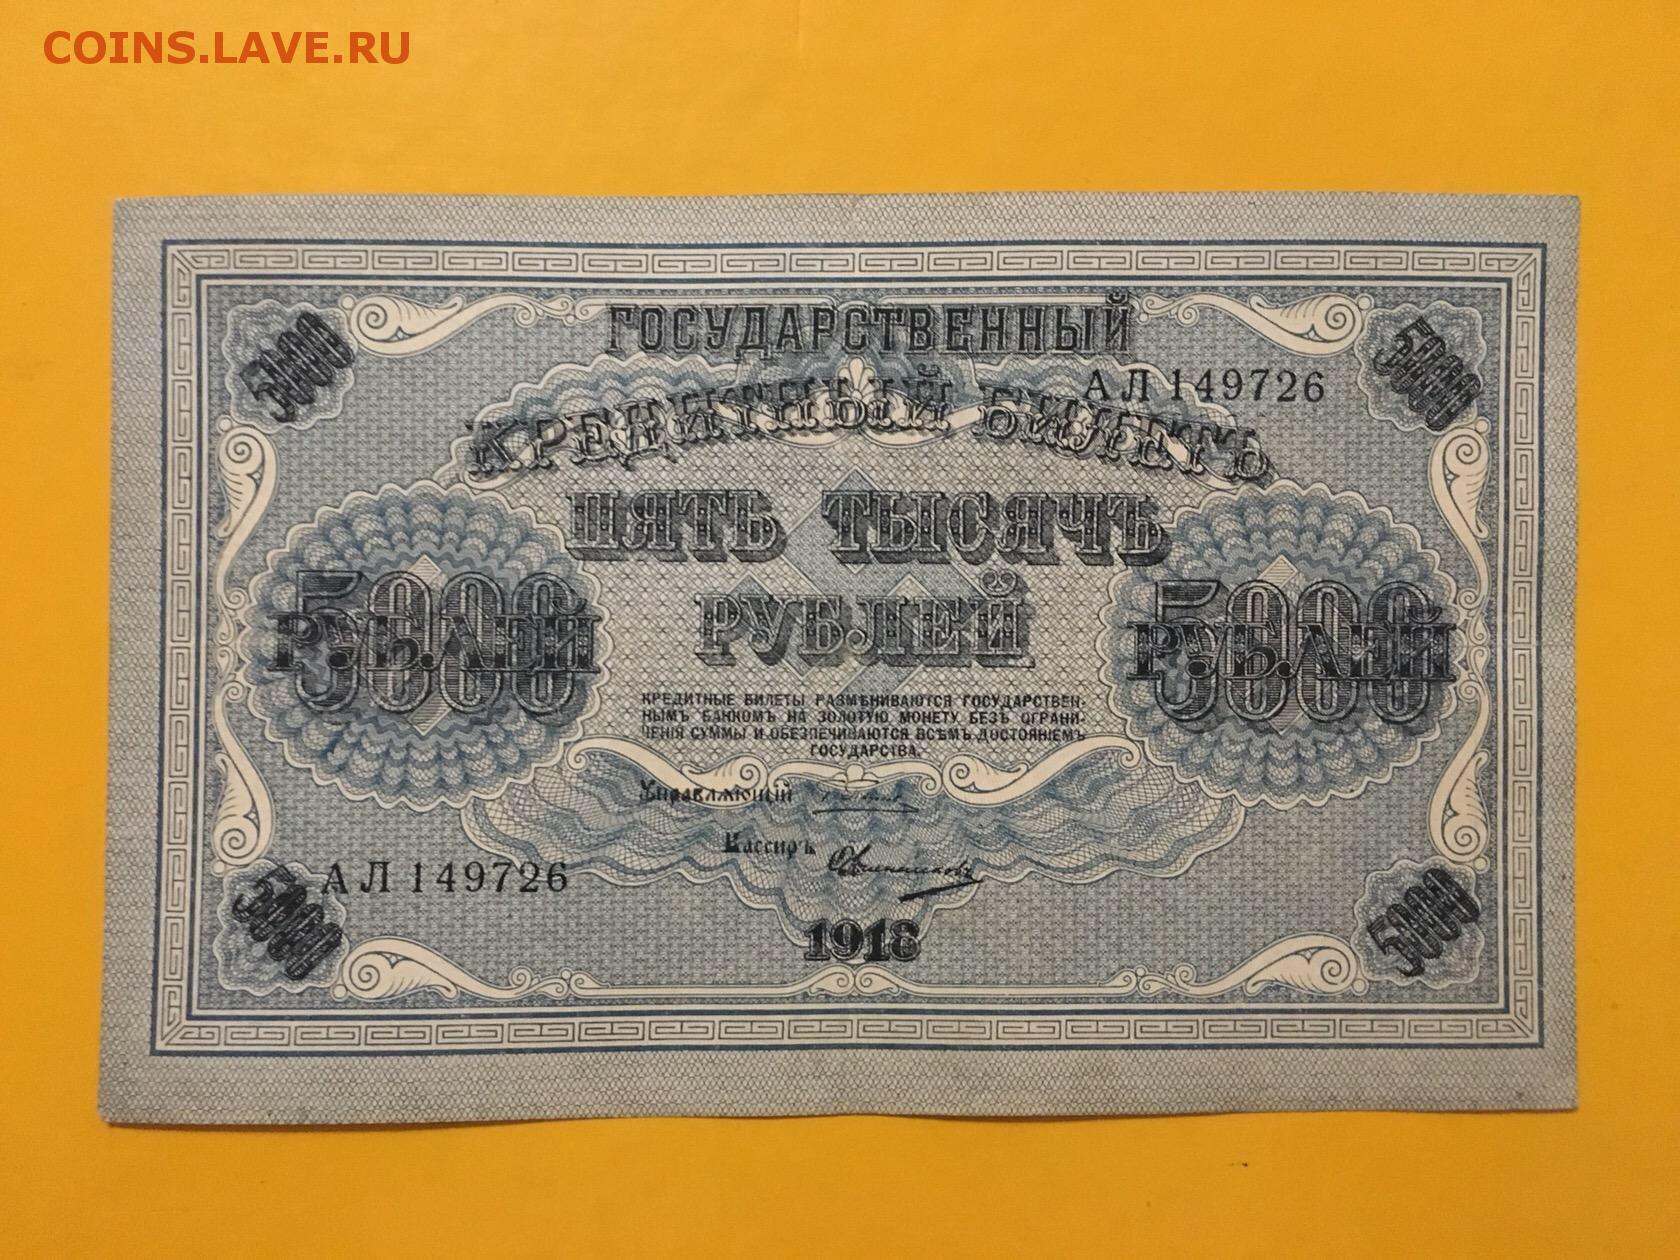 COINS.LAVE.RU
5000
5000
ГОСУДАРСТВЕННЫЙ
АЛ 149726
КРЕДИТНЫЙ БИЛЕТЪ
ПЯТЬ ТЫСЯЧЪ
РУБЛЕЙ
5000
РУБЛЕЙ
5000
РУБЛЕЙ
КРЕДИТНЫЕ БИЛЕТЫ РАЗМѢНИВАЮТСЯ ГОСУДАРСТВЕН-
НЫМЪ БАНКОМЪ НА ЗОЛОТУЮ МОНЕТУ БЕЗЪ ОГРАНИ-
ЧЕНІЯ СУММЫ И ОБЕЗПЕЧИВАЮТСЯ ВСѢМЪ ДОСТОЯНІЕМЪ
ГОСУДАРСТВА.
Управляющій
Кассиръ
АЛ 149726
5000
5000
1918